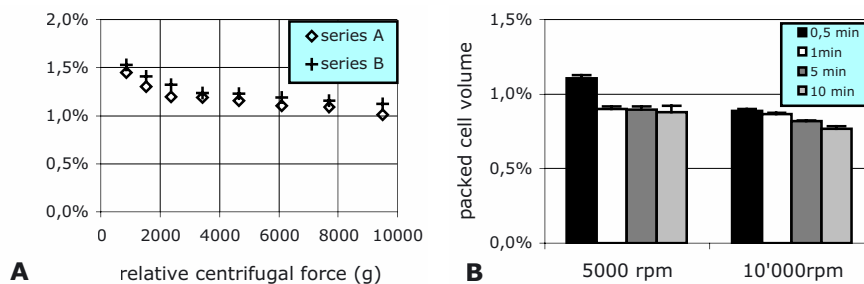 2,0%
1,5%
1,0%
0,5%
0,0%
0
2000
4000
6000
8000
10000
series A
series B
relative centrifugal force (g)
A
packed cell volume
1,5%
1,0%
0,5%
0,0%
0,5 min
1min
5 min
10 min
5000 rpm
10'000rpm
B